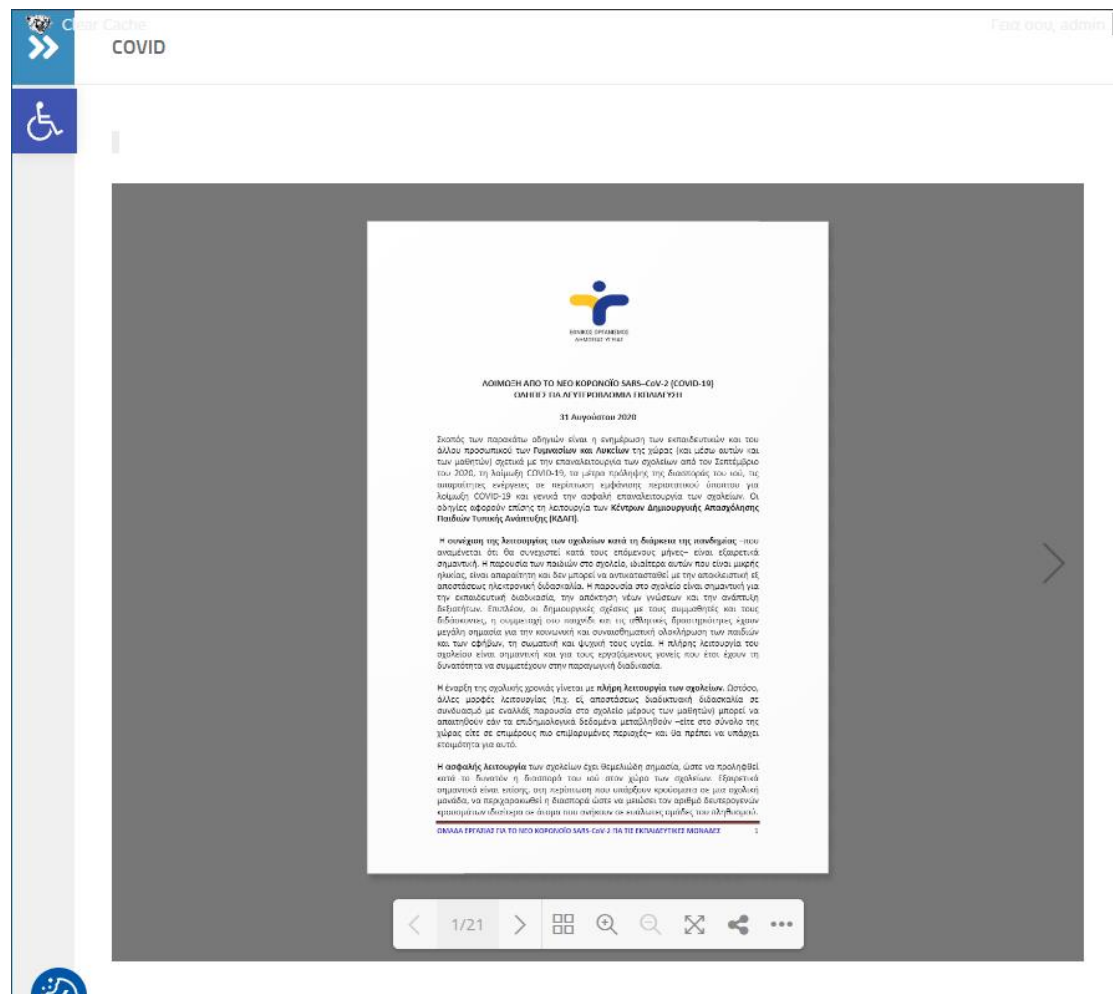 Clear Cache
Γεια σου, admin
COVID
ΕΘΝΙΚΟΣ ΟΡΓΑΝΙΣΜΟΣ
ΔΗΜΟΣΙΑΣ ΥΓΕΙΑΣ
ΛΟΙΜΩΞΗ ΑΠΟ ΤΟ ΝΕΟ ΚΟΡΟΝΟΪΟ SARS–CoV-2 (COVID-19)
ΟΔΗΓΙΕΣ ΓΙΑ ΔΕΥΤΕΡΟΒΑΘΜΙΑ ΕΚΠΑΙΔΕΥΣΗ
31 Αυγούστου 2020
Σκοπός των παρακάτω οδηγιών είναι η ενημέρωση των εκπαιδευτικών και του
άλλου προσωπικού των Γυμνασίων και Λυκείων της χώρας (και μέσω αυτών και
των μαθητών) σχετικά με την επαναλειτουργία των σχολείων από τον Σεπτέμβριο
του 2020, τη λοίμωξη COVID-19, τα μέτρα πρόληψης της διασποράς του ιού, τις
απαραίτητες ενέργειες σε περίπτωση εμφάνισης περιστατικού ύποπτου για
λοίμωξη COVID-19 και γενικά την ασφαλή επαναλειτουργία των σχολείων. Οι
οδηγίες αφορούν επίσης τη λειτουργία των Κέντρων Δημιουργικής Απασχόλησης
Παιδιών Τυπικής Ανάπτυξης (ΚΔΑΠ).
Η συνέχιση της λειτουργίας των σχολείων κατά τη διάρκεια της πανδημίας –που
αναμένεται ότι θα συνεχιστεί κατά τους επόμενους μήνες– είναι εξαιρετικά
σημαντική. Η παρουσία των παιδιών στο σχολείο, ιδιαίτερα αυτών που είναι μικρής
ηλικίας, είναι απαραίτητη και δεν μπορεί να αντικατασταθεί με την αποκλειστική εξ
αποστάσεως ηλεκτρονική διδασκαλία. Η παρουσία στο σχολείο είναι σημαντική για
την εκπαιδευτική διαδικασία, την απόκτηση νέων γνώσεων και την ανάπτυξη
δεξιοτήτων. Επιπλέον, οι δημιουργικές σχέσεις με τους συμμαθητές και τους
διδάσκοντες, η συμμετοχή στο παιχνίδι και τις αθλητικές δραστηριότητες έχουν
μεγάλη σημασία για την κοινωνική και συναισθηματική ολοκλήρωση των παιδιών
και των εφήβων, τη σωματική και ψυχική τους υγεία. Η πλήρης λειτουργία του
σχολείου είναι σημαντική και για τους εργαζόμενους γονείς που έτσι έχουν τη
δυνατότητα να συμμετέχουν στην παραγωγική διαδικασία.
Η έναρξη της σχολικής χρονιάς γίνεται με πλήρη λειτουργία των σχολείων. Ωστόσο,
άλλες μορφές λειτουργίας (π.χ. εξ αποστάσεως διαδικτυακή διδασκαλία σε
συνδυασμό με εναλλάξ παρουσία στο σχολείο μέρους των μαθητών) μπορεί να
απαιτηθούν εάν τα επιδημιολογικά δεδομένα μεταβληθούν –είτε στο σύνολο της
χώρας είτε σε επιμέρους πιο επιβαρυμένες περιοχές– και θα πρέπει να υπάρχει
ετοιμότητα για αυτό.
Η ασφαλής λειτουργία των σχολείων έχει θεμελιώδη σημασία, ώστε να προληφθεί
κατά το δυνατόν η διασπορά του ιού στον χώρο των σχολείων. Εξαιρετικά
σημαντικό είναι επίσης, στη περίπτωση που υπάρξουν κρούσματα σε μια σχολική
μονάδα, να περιχαρακωθεί η διασπορά ώστε να μειώσει τον αριθμό δευτερογενών
κρουσμάτων ιδιαίτερα σε άτομα που ανήκουν σε ευάλωτες ομάδες του πληθυσμού.
ΟΜΑΔΑ ΕΡΓΑΣΙΑΣ ΓΙΑ ΤΟ ΝΕΟ ΚΟΡΟΝΟΪΟ SARS-CoV-2 ΓΙΑ ΤΙΣ ΕΚΠΑΙΔΕΥΤΙΚΕΣ ΜΟΝΑΔΕΣ 1
1/21